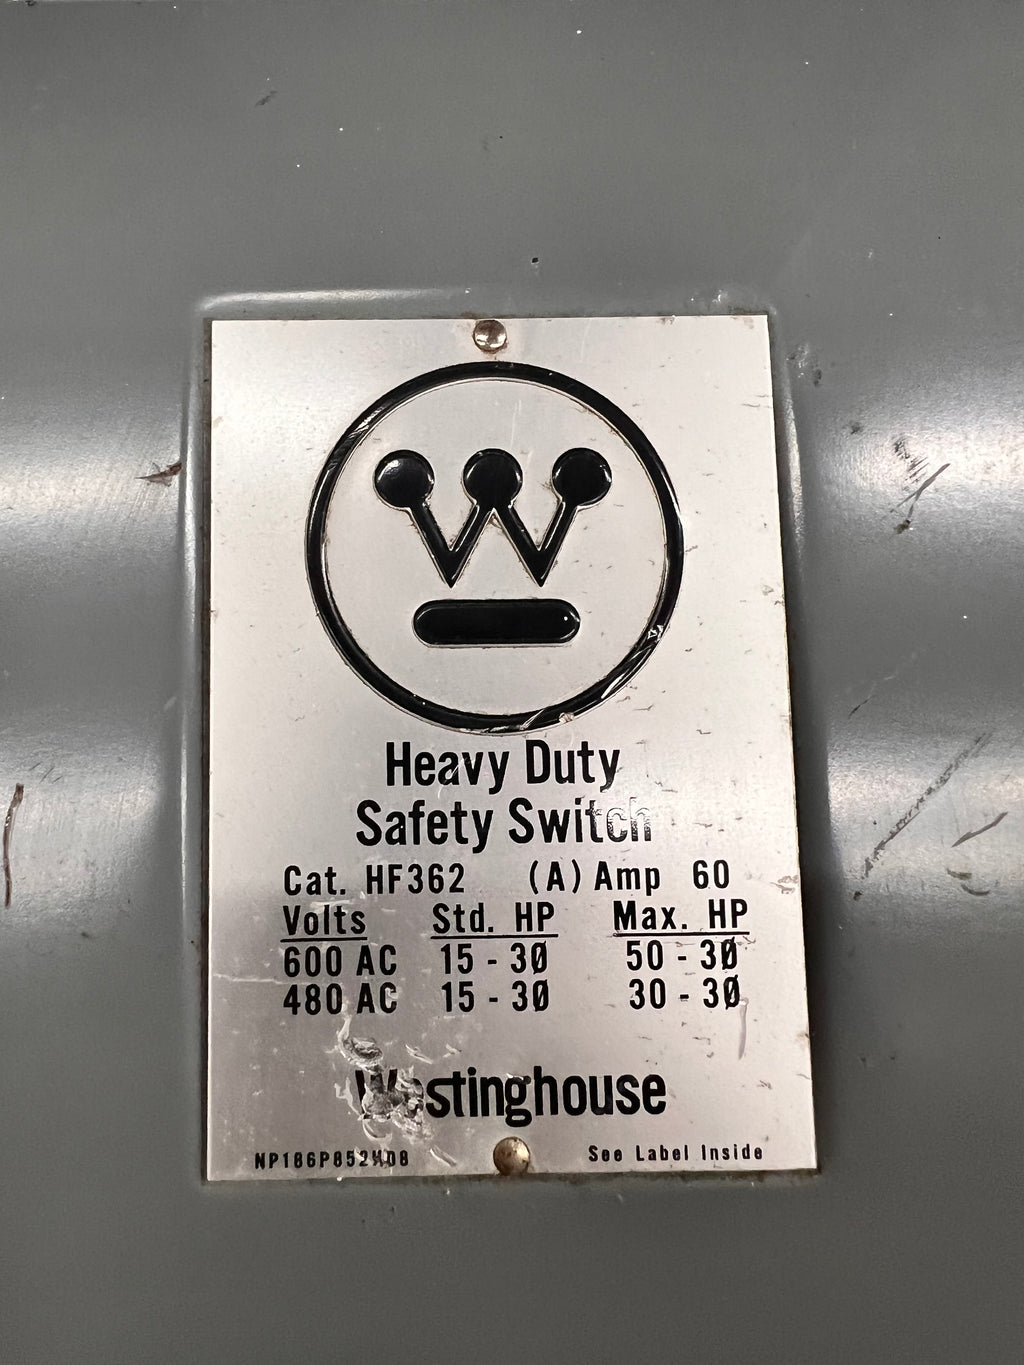 Heavy Duty
Safety Switch
Cat. HF362 (A) Amp 60
Volts Std. HP Max. HP
600 AC 15 - 3Ø 50 - 3Ø
480 AC 15 - 3Ø 30 - 3Ø
Westinghouse
NP186P852H08 See Label Inside